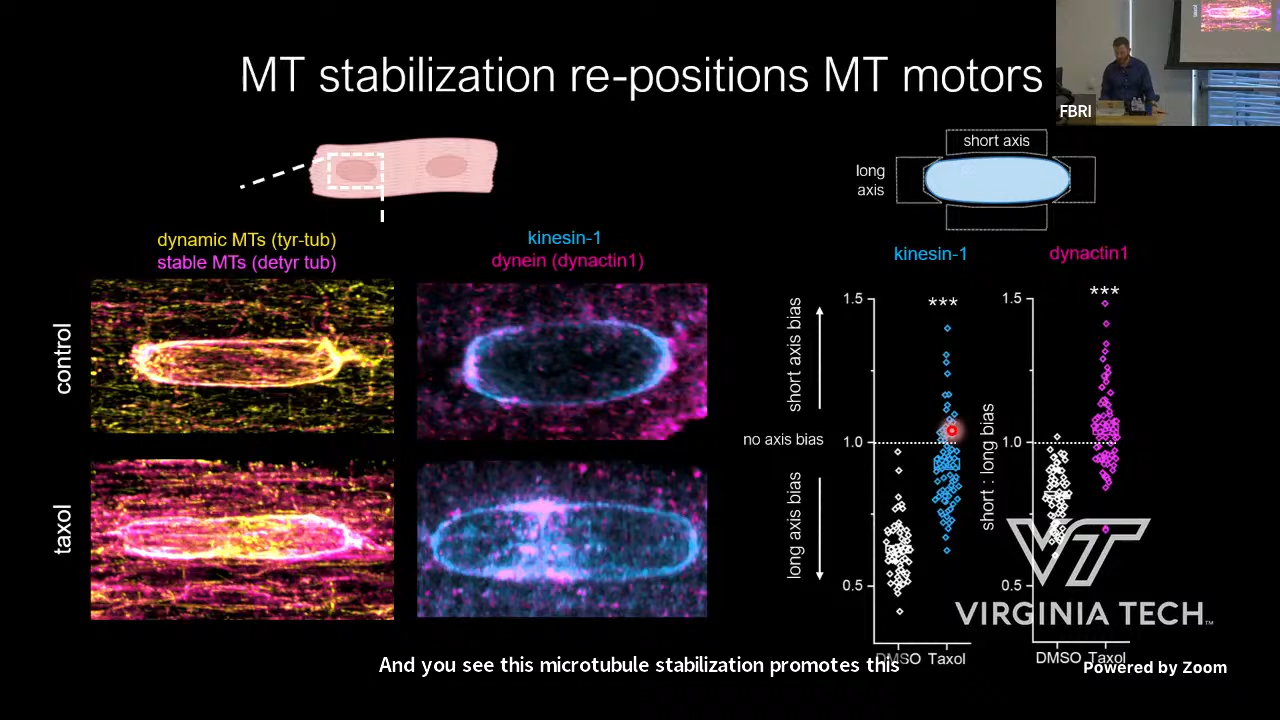 MT stabilization re-positions MT motors
FBRI
short axis
long
axis
dynamic MTs (tyr-tub)
stable MTs (detyr tub)
kinesin-1
dynein (dynactin1)
kinesin-1
dynactin1
control
taxol
short axis bias
no axis bias
long axis bias
1.5
1.0
0.5
***
DMSO Taxol
short : long bias
1.5
1.0
0.5
***
DMSO Taxol
VT
VIRGINIA TECH™
And you see this microtubule stabilization promotes this
Powered by Zoom